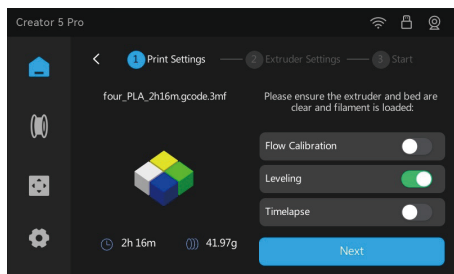 Creator 5 Pro
1 Print Settings
2 Extruder Settings
3 Start
four_PLA_2h16m.gcode.3mf
Please ensure the extruder and bed are
clear and filament is loaded:
Flow Calibration
Leveling
Timelapse
2h 16m
41.97g
Next